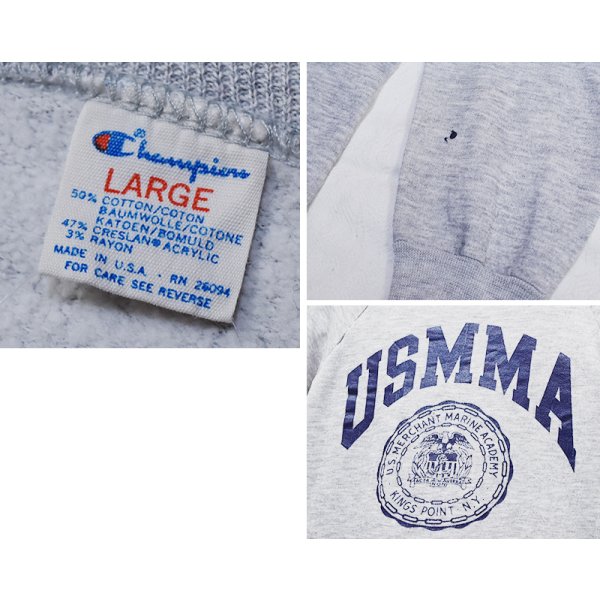 Champion®
LARGE
50% COTTON/COTON
BAUMWOLLE/COTONE
47% KATOEN/BOMULD
CRESLAN® ACRYLIC
3% RAYON
MADE IN U.S.A. · RN 26094
FOR CARE SEE REVERSE
USMMA
US MERCHANT MARINE ACADEMY
KINGS POINT · N.Y.